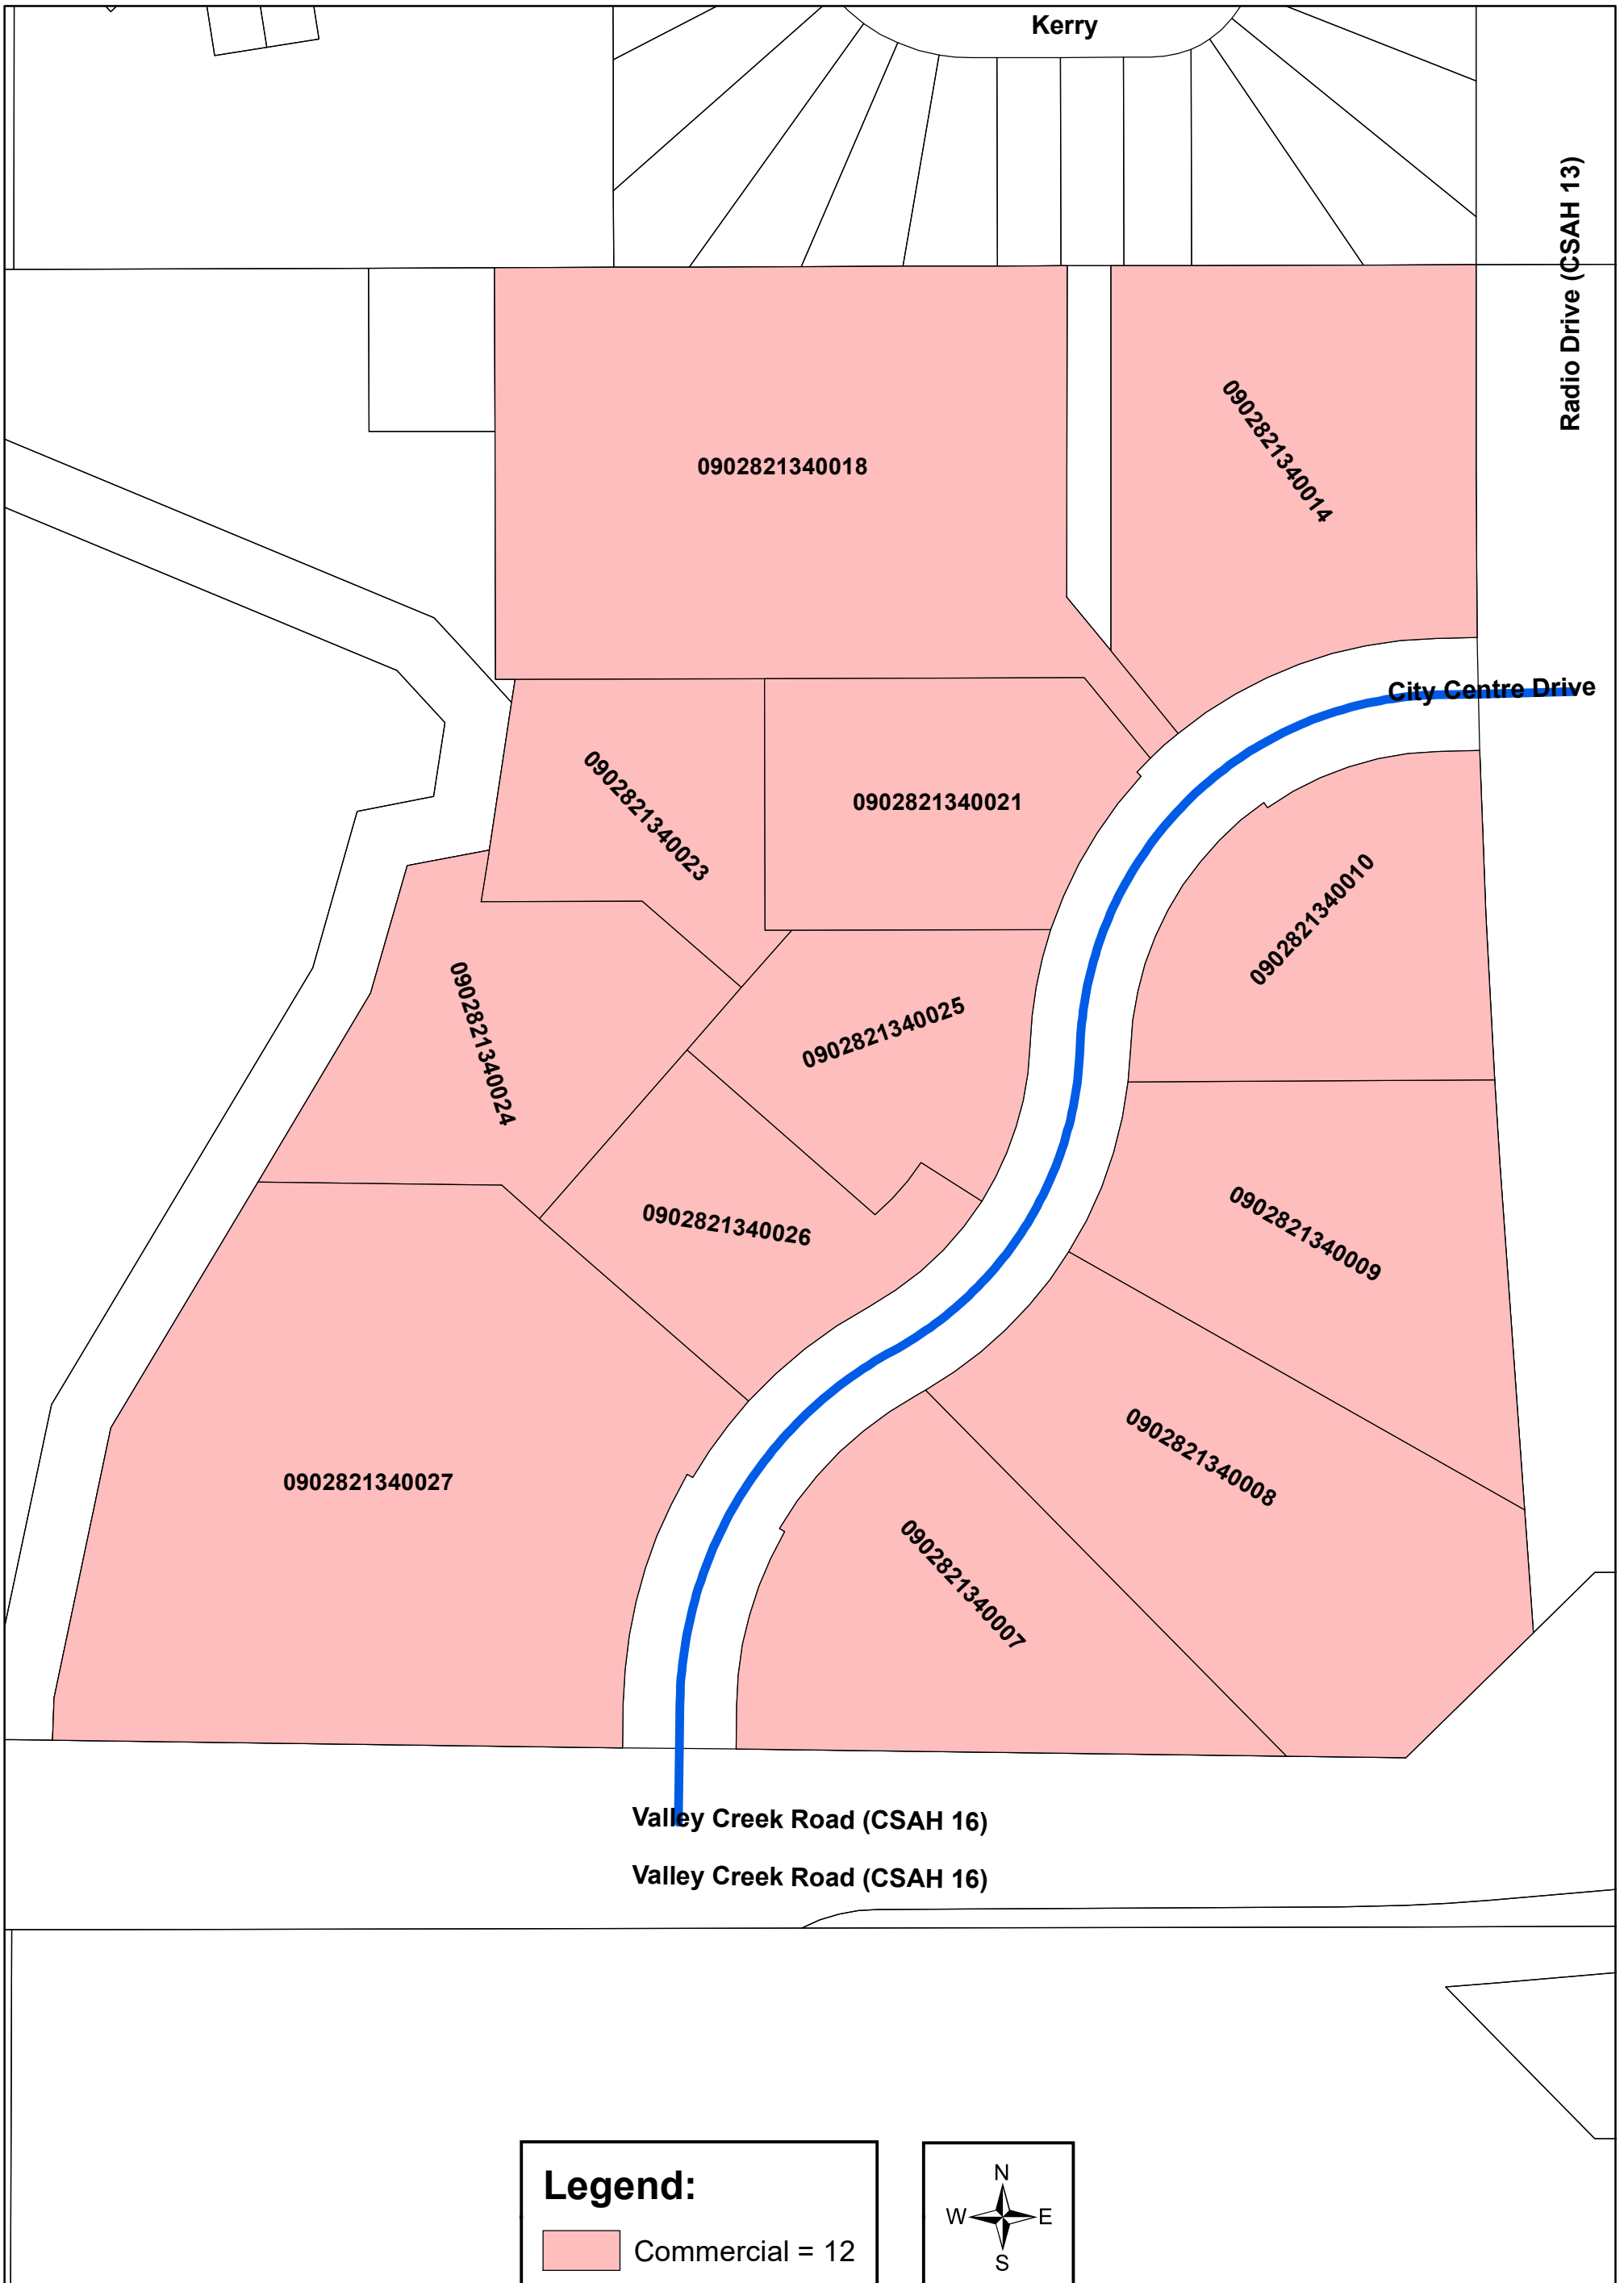 Kerry
Radio Drive (CSAH 13)
0902821340018
0902821340014
City Centre Drive
0902821340023
0902821340021
0902821340010
0902821340024
0902821340025
0902821340026
0902821340009
0902821340008
0902821340027
0902821340007
Valley Creek Road (CSAH 16)
Valley Creek Road (CSAH 16)
Legend:
Commercial = 12
N
W E
S